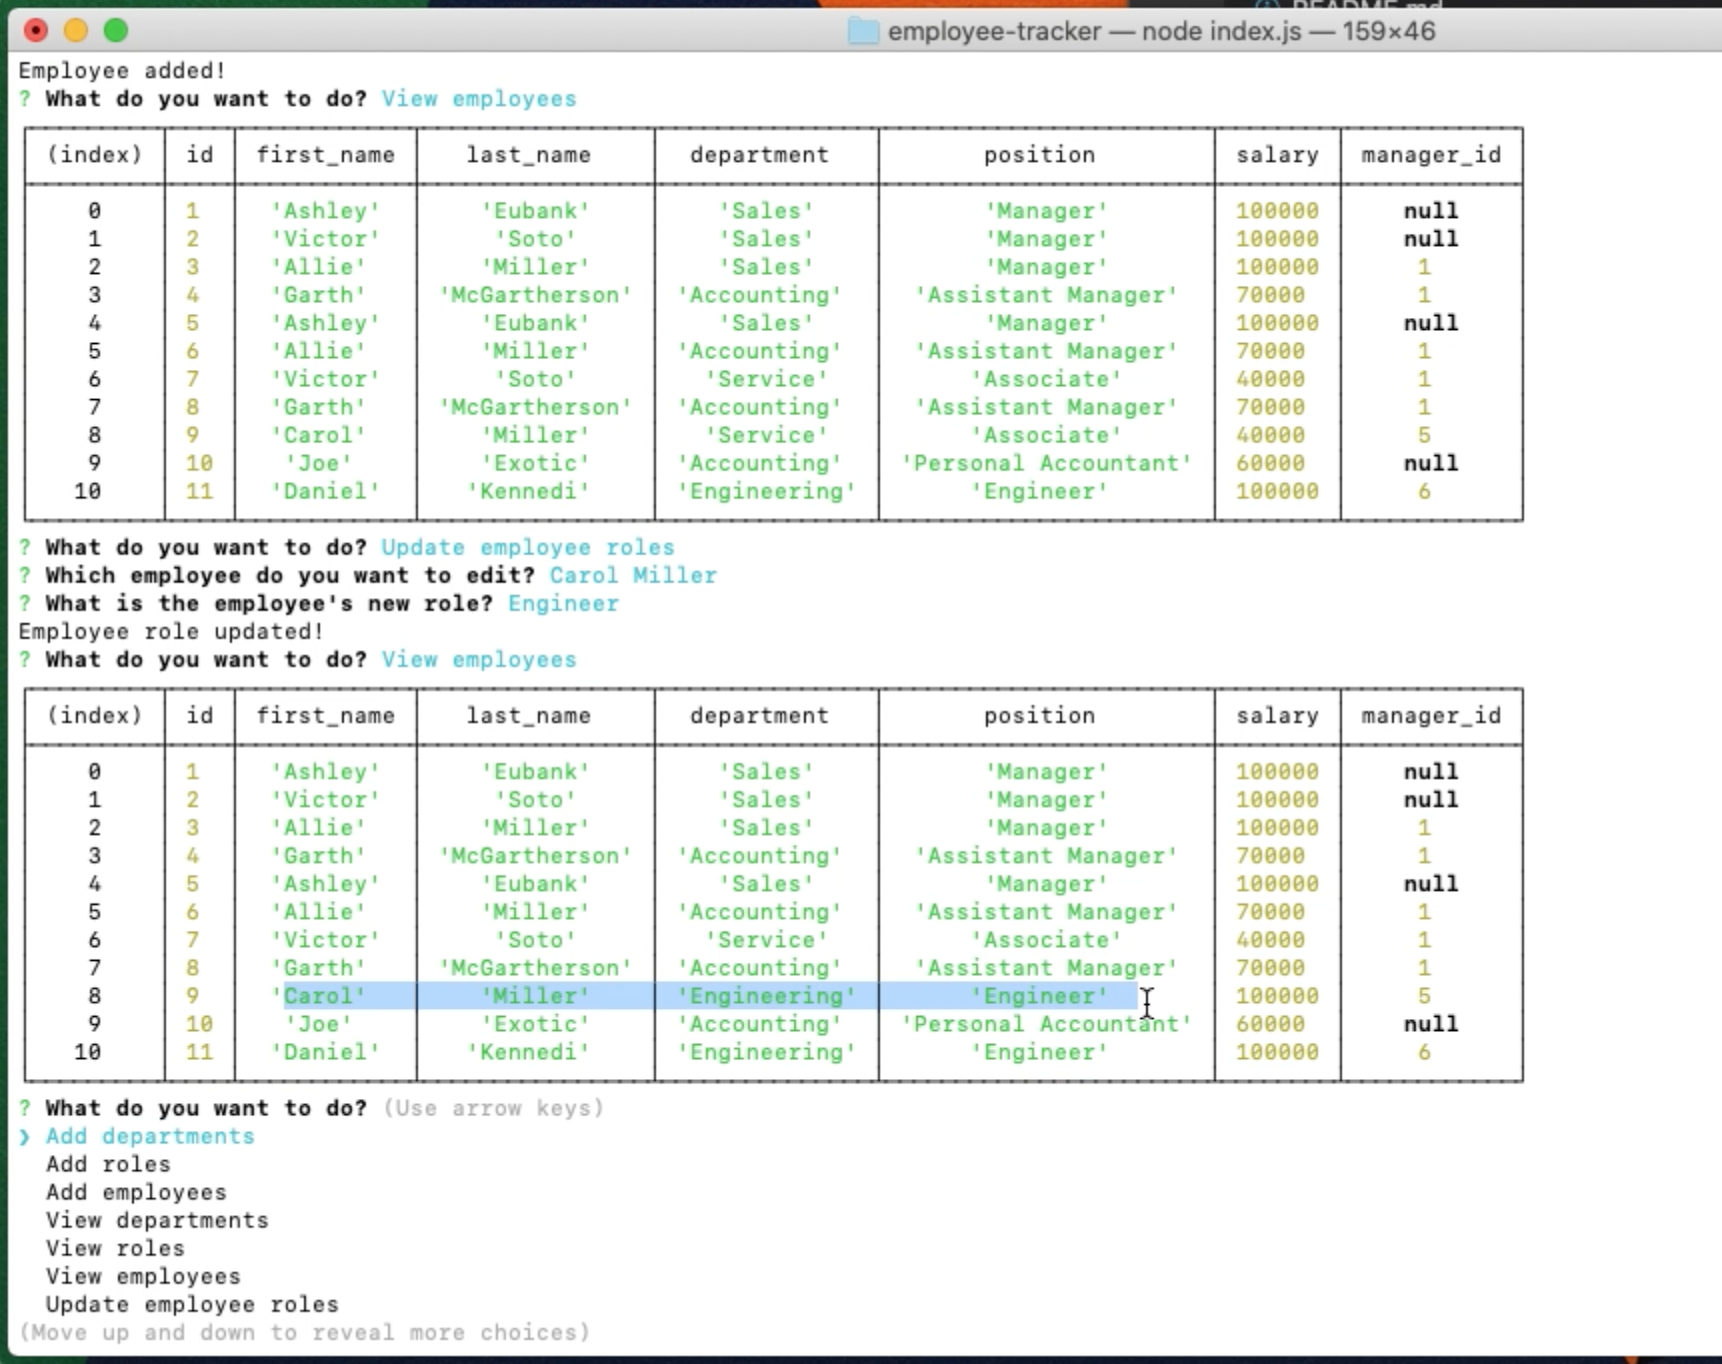 README.md
employee-tracker — node index.js — 159×46
Employee added!
? What do you want to do? View employees
(index) id first_name last_name department position salary manager_id
0 1 'Ashley' 'Eubank' 'Sales' 'Manager' 100000 null
1 2 'Victor' 'Soto' 'Sales' 'Manager' 100000 null
2 3 'Allie' 'Miller' 'Sales' 'Manager' 100000 1
3 4 'Garth' 'McGartherson' 'Accounting' 'Assistant Manager' 70000 1
4 5 'Ashley' 'Eubank' 'Sales' 'Manager' 100000 null
5 6 'Allie' 'Miller' 'Accounting' 'Assistant Manager' 70000 1
6 7 'Victor' 'Soto' 'Service' 'Associate' 40000 1
7 8 'Garth' 'McGartherson' 'Accounting' 'Assistant Manager' 70000 1
8 9 'Carol' 'Miller' 'Service' 'Associate' 40000 5
9 10 'Joe' 'Exotic' 'Accounting' 'Personal Accountant' 60000 null
10 11 'Daniel' 'Kennedi' 'Engineering' 'Engineer' 100000 6
? What do you want to do? Update employee roles
? Which employee do you want to edit? Carol Miller
? What is the employee's new role? Engineer
Employee role updated!
? What do you want to do? View employees
(index) id first_name last_name department position salary manager_id
0 1 'Ashley' 'Eubank' 'Sales' 'Manager' 100000 null
1 2 'Victor' 'Soto' 'Sales' 'Manager' 100000 null
2 3 'Allie' 'Miller' 'Sales' 'Manager' 100000 1
3 4 'Garth' 'McGartherson' 'Accounting' 'Assistant Manager' 70000 1
4 5 'Ashley' 'Eubank' 'Sales' 'Manager' 100000 null
5 6 'Allie' 'Miller' 'Accounting' 'Assistant Manager' 70000 1
6 7 'Victor' 'Soto' 'Service' 'Associate' 40000 1
7 8 'Garth' 'McGartherson' 'Accounting' 'Assistant Manager' 70000 1
8 9 'Carol' 'Miller' 'Engineering' 'Engineer' 100000 5
9 10 'Joe' 'Exotic' 'Accounting' 'Personal Accountant' 60000 null
10 11 'Daniel' 'Kennedi' 'Engineering' 'Engineer' 100000 6
? What do you want to do? (Use arrow keys)
❯ Add departments
Add roles
Add employees
View departments
View roles
View employees
Update employee roles
(Move up and down to reveal more choices)